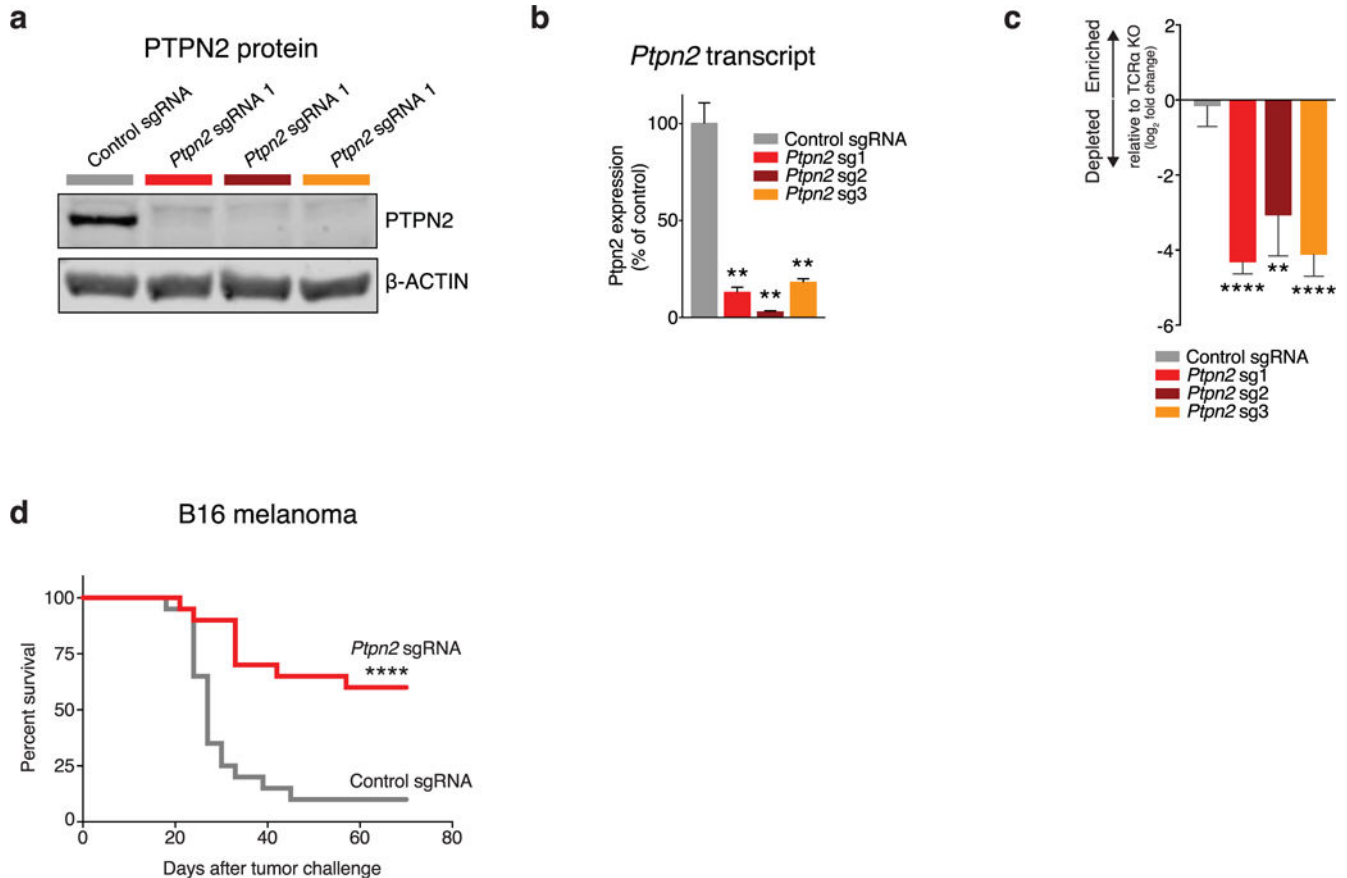 a
PTPN2 protein
Control sgRNA
Ptpn2 sgRNA 1
Ptpn2 sgRNA 1
Ptpn2 sgRNA 1
PTPN2
β-ACTIN
b
Ptpn2 transcript
Ptpn2 expression
(% of control)
100
50
0
**
**
**
Control sgRNA
Ptpn2 sg1
Ptpn2 sg2
Ptpn2 sg3
c
Depleted Enriched
relative to TCRα KO
(log2 fold change)
2
0
-2
-4
-6
****
**
****
Control sgRNA
Ptpn2 sg1
Ptpn2 sg2
Ptpn2 sg3
d
B16 melanoma
Percent survival
100
75
50
25
0
Ptpn2 sgRNA
****
Control sgRNA
0 20 40 60 80
Days after tumor challenge